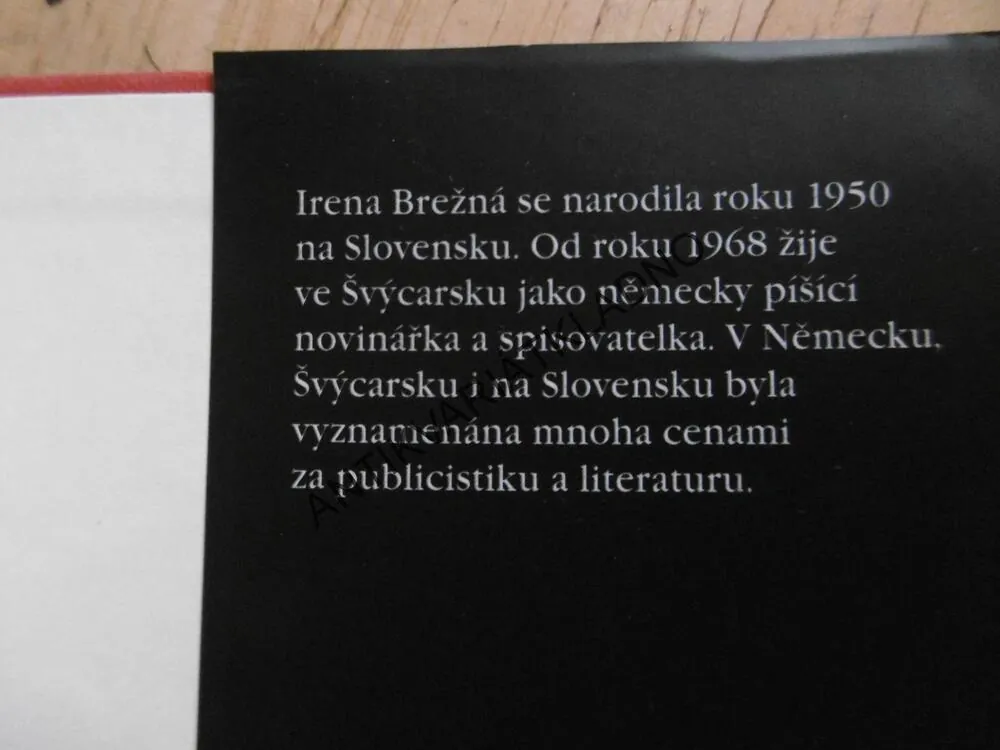 Irena Brežná se narodila roku 1950
na Slovensku. Od roku 1968 žije
ve Švýcarsku jako německy píšící
novinářka a spisovatelka. V Německu,
Švýcarsku i na Slovensku byla
vyznamenána mnoha cenami
za publicistiku a literaturu.
ANTIKVARIATKLADNO